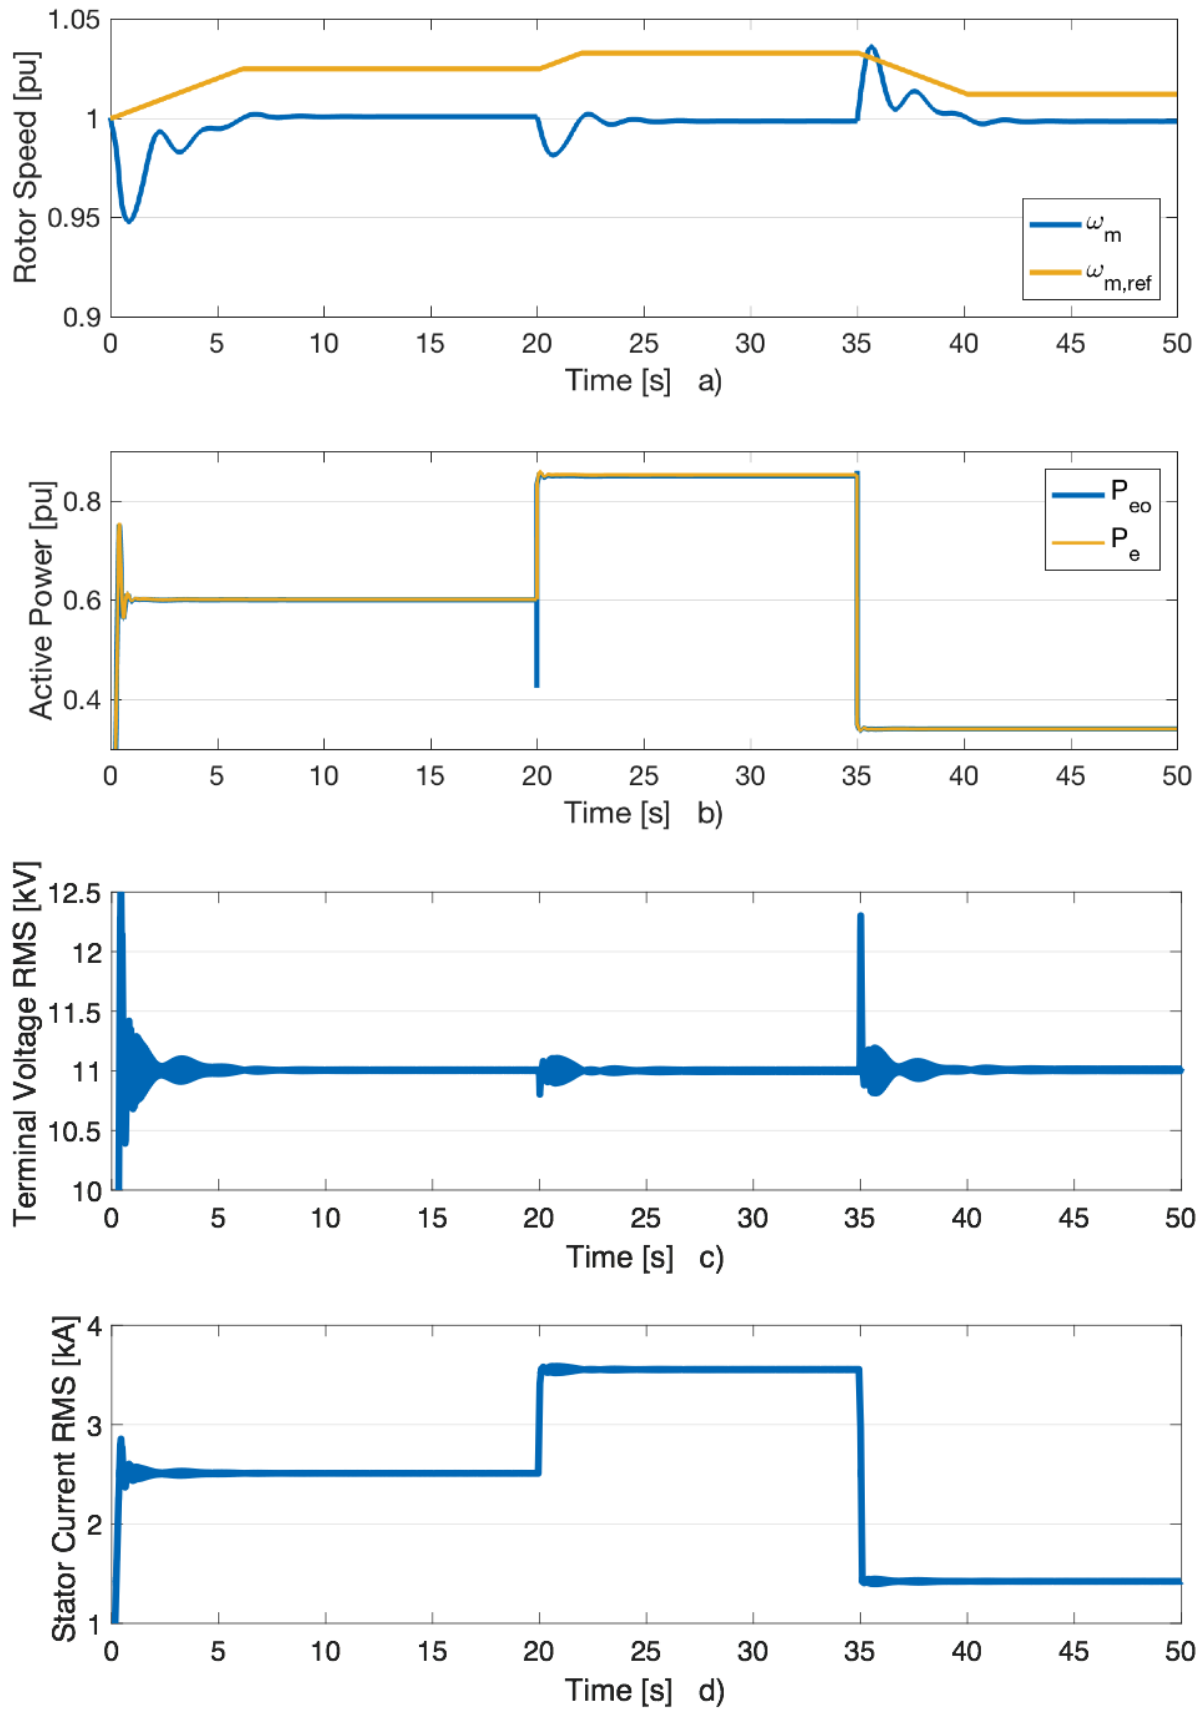 Rotor Speed [pu]
1.05
1
0.95
0.9
ω_m
ω_m,ref
0 5 10 15 20 25 30 35 40 45 50
Time [s] a)
Active Power [pu]
0.8
0.6
0.4
P_eo
P_e
0 5 10 15 20 25 30 35 40 45 50
Time [s] b)
Terminal Voltage RMS [kV]
12.5
12
11.5
11
10.5
10
0 5 10 15 20 25 30 35 40 45 50
Time [s] c)
Stator Current RMS [kA]
4
3
2
1
0 5 10 15 20 25 30 35 40 45 50
Time [s] d)